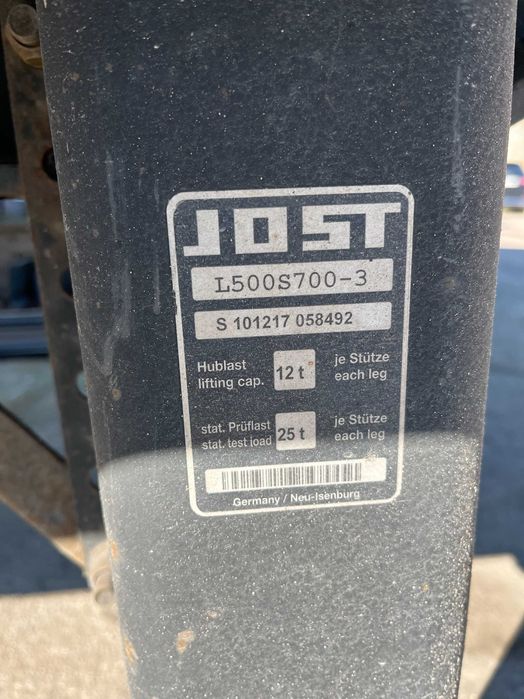 JOST
L500S700-3
S 101217 058492
Hublast 12 t je Stütze
lifting cap. each leg
stat. Prüflast 25 t je Stütze
stat. test load each leg
Germany / Neu-Isenburg